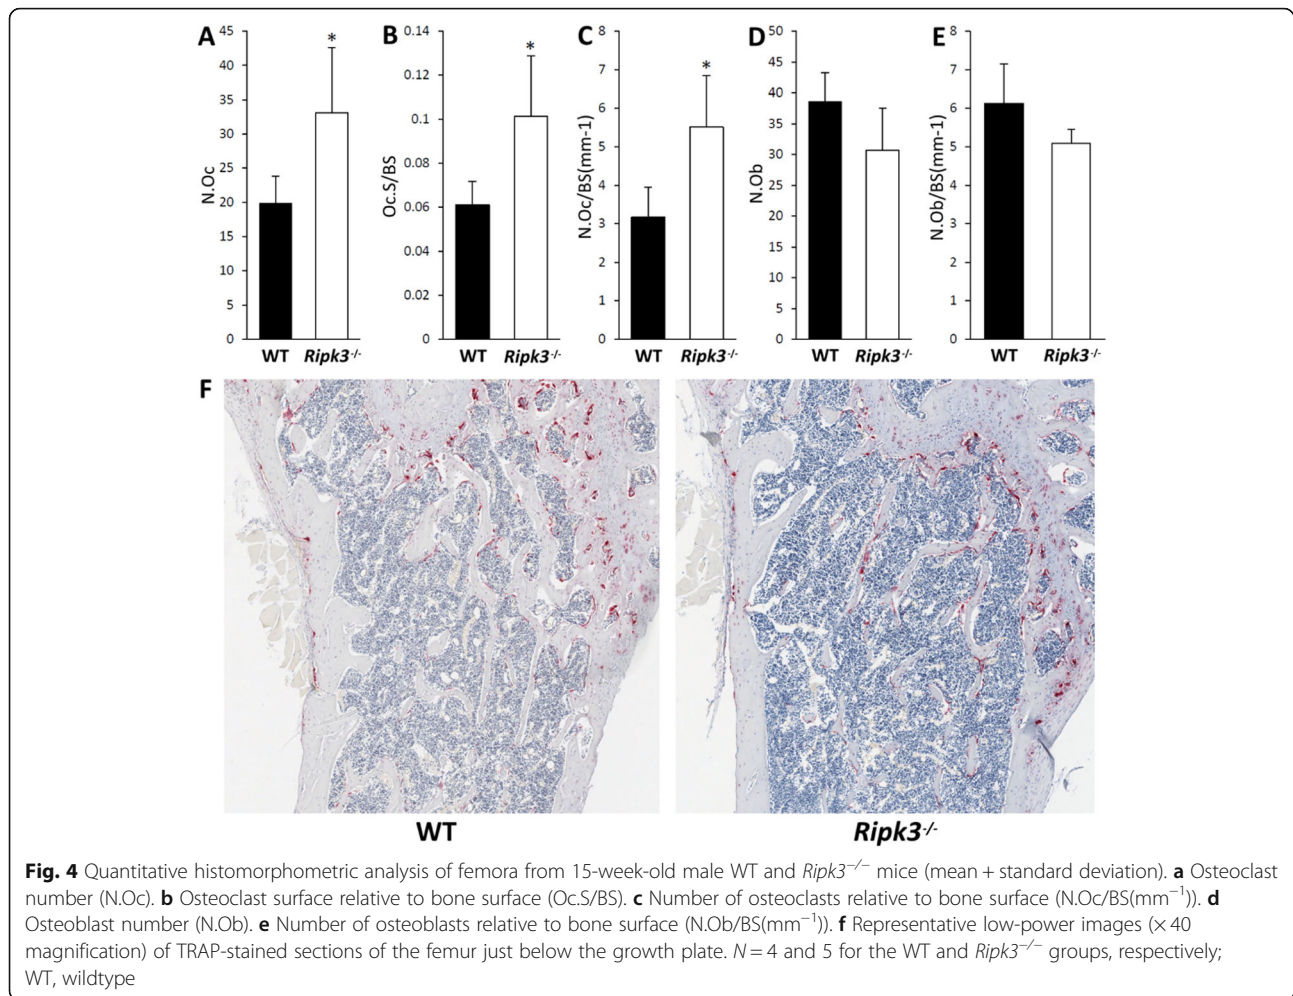 A
45
40
35
30
25
20
15
10
5
0
N.Oc
*
WT
Ripk3-/-
B
0.14
0.12
0.1
0.08
0.06
0.04
0.02
0
Oc.S/BS
*
WT
Ripk3-/-
C
8
7
6
5
4
3
2
1
0
N.Oc/BS(mm-1)
*
WT
Ripk3-/-
D
50
45
40
35
30
25
20
15
10
5
0
N.Ob
WT
Ripk3-/-
E
8
7
6
5
4
3
2
1
0
N.Ob/BS(mm-1)
WT
Ripk3-/-
F
WT
Ripk3-/-
Fig. 4 Quantitative histomorphometric analysis of femora from 15-week-old male WT and Ripk3−/− mice (mean + standard deviation). a Osteoclast
number (N.Oc). b Osteoclast surface relative to bone surface (Oc.S/BS). c Number of osteoclasts relative to bone surface (N.Oc/BS(mm−1)). d
Osteoblast number (N.Ob). e Number of osteoblasts relative to bone surface (N.Ob/BS(mm−1)). f Representative low-power images (× 40
magnification) of TRAP-stained sections of the femur just below the growth plate. N = 4 and 5 for the WT and Ripk3−/− groups, respectively;
WT, wildtype